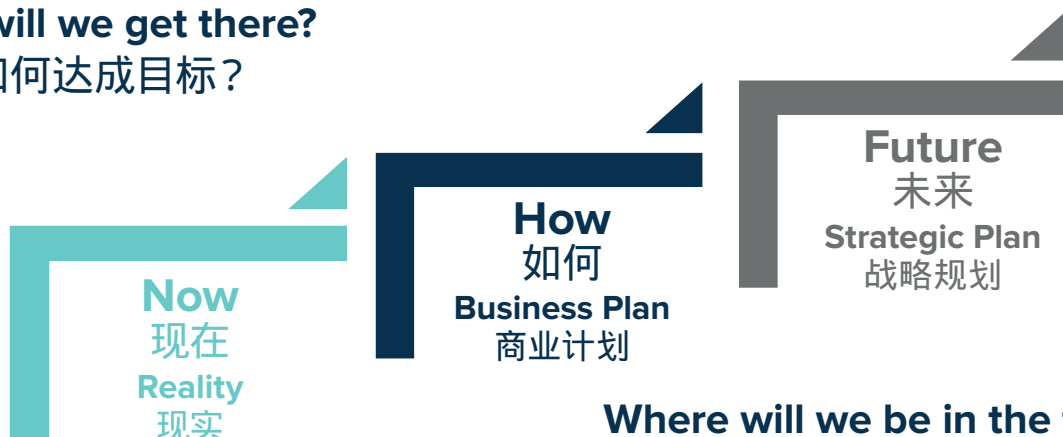 will we get there?
如何达成目标？
Future
未来
Strategic Plan
战略规划
How
如何
Business Plan
商业计划
Now
现在
Reality
现实
Where will we be in the